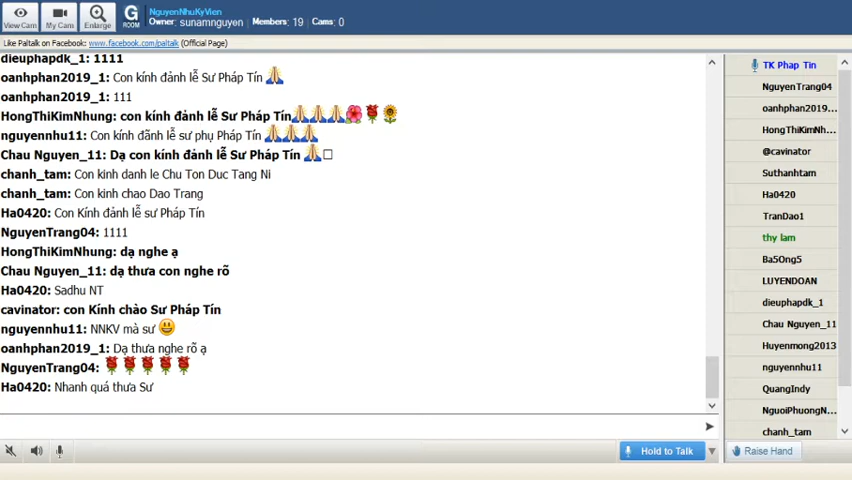 View Cam
My Cam
Enlarge
G
ROOM
NguyenNhuKyVien
Owner: sunamnguyen Members: 19 Cams: 0
Like Paltalk on Facebook: www.facebook.com/paltalk (Official Page)
dieuphapdk_1: 1111
oanhphan2019_1: Con kính đảnh lễ Sư Pháp Tín 🙏
oanhphan2019_1: 111
HongThiKimNhung: con kính đảnh lễ Sư Pháp Tín🙏🙏🙏🌺🌹🌻
nguyennhu11: Con kính đãnh lễ sư phụ Pháp Tín 🙏🙏🙏
Chau Nguyen_11: Dạ con kính đảnh lễ Sư Pháp Tín 🙏
chanh_tam: Con kinh danh le Chu Ton Duc Tang Ni
chanh_tam: Con kinh chao Dao Trang
Ha0420: Con Kính đảnh lễ sư Pháp Tín
NguyenTrang04: 1111
HongThiKimNhung: dạ nghe ạ
Chau Nguyen_11: dạ thưa con nghe rõ
Ha0420: Sadhu NT
cavinator: con Kính chào Sư Pháp Tín
nguyennhu11: NNKV mà sư 😃
oanhphan2019_1: Dạ thưa nghe rõ ạ
NguyenTrang04: 🌹🌹🌹🌹🌹
Ha0420: Nhanh quá thưa Sư
Hold to Talk
TK Phap Tin
NguyenTrang04
oanhphan2019...
HongThiKimNh...
@cavinator
Suthanhtam
Ha0420
TranDao1
thy lam
Ba5Ong5
LUYENDOAN
dieuphapdk_1
Chau Nguyen_11
Huyenmong2013
nguyennhu11
QuangIndy
NguoiPhuongN...
chanh_tam
Raise Hand